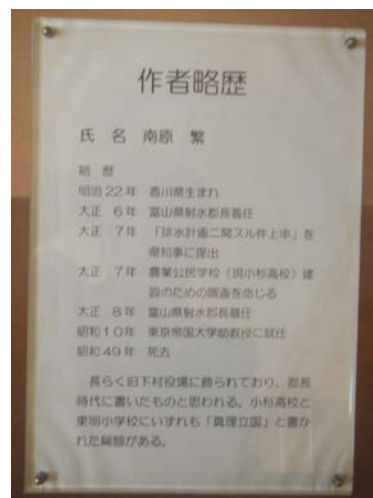 作者略歴
氏 名 南原 繁
略 歴
明治22年 香川県生まれ
大正 6年 富山県射水郡長着任
大正 7年 「排水計画ニ関スル件上申」を
県知事に提出
大正 7年 農業公民学校(現小杉高校)建
設のための調査を命じる
大正 8年 富山県射水郡長離任
昭和10年 東京帝国大学助教授に就任
昭和49年 死去
長らく旧下村役場に飾られており、郡長
時代に書いたものと思われる。小杉高校と
東明小学校にいずれも「真理立国」と書か
れた扁額がある。